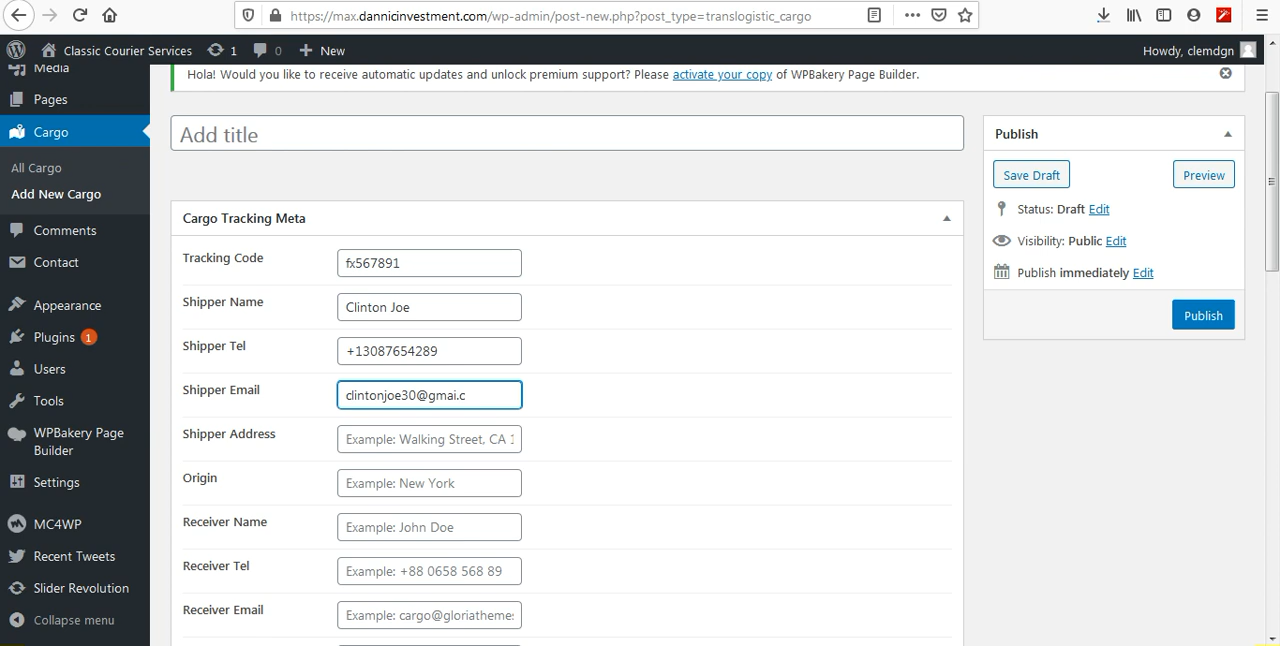 https://max.dannicinvestment.com/wp-admin/post-new.php?post_type=translogistic_cargo
Classic Courier Services 1 0 New Howdy, clemdgn
Media
Pages
Cargo
All Cargo
Add New Cargo
Comments
Contact
Appearance
Plugins 1
Users
Tools
WPBakery Page
Builder
Settings
MC4WP
Recent Tweets
Slider Revolution
Collapse menu
Hola! Would you like to receive automatic updates and unlock premium support? Please activate your copy of WPBakery Page Builder.
Add title
Cargo Tracking Meta
Tracking Code fx567891
Shipper Name Clinton Joe
Shipper Tel +13087654289
Shipper Email clintonjoe30@gmai.c
Shipper Address Example: Walking Street, CA 1
Origin Example: New York
Receiver Name Example: John Doe
Receiver Tel Example: +88 0658 568 89
Receiver Email Example: cargo@gloriatheme
Publish
Save Draft Preview
Status: Draft Edit
Visibility: Public Edit
Publish immediately Edit
Publish